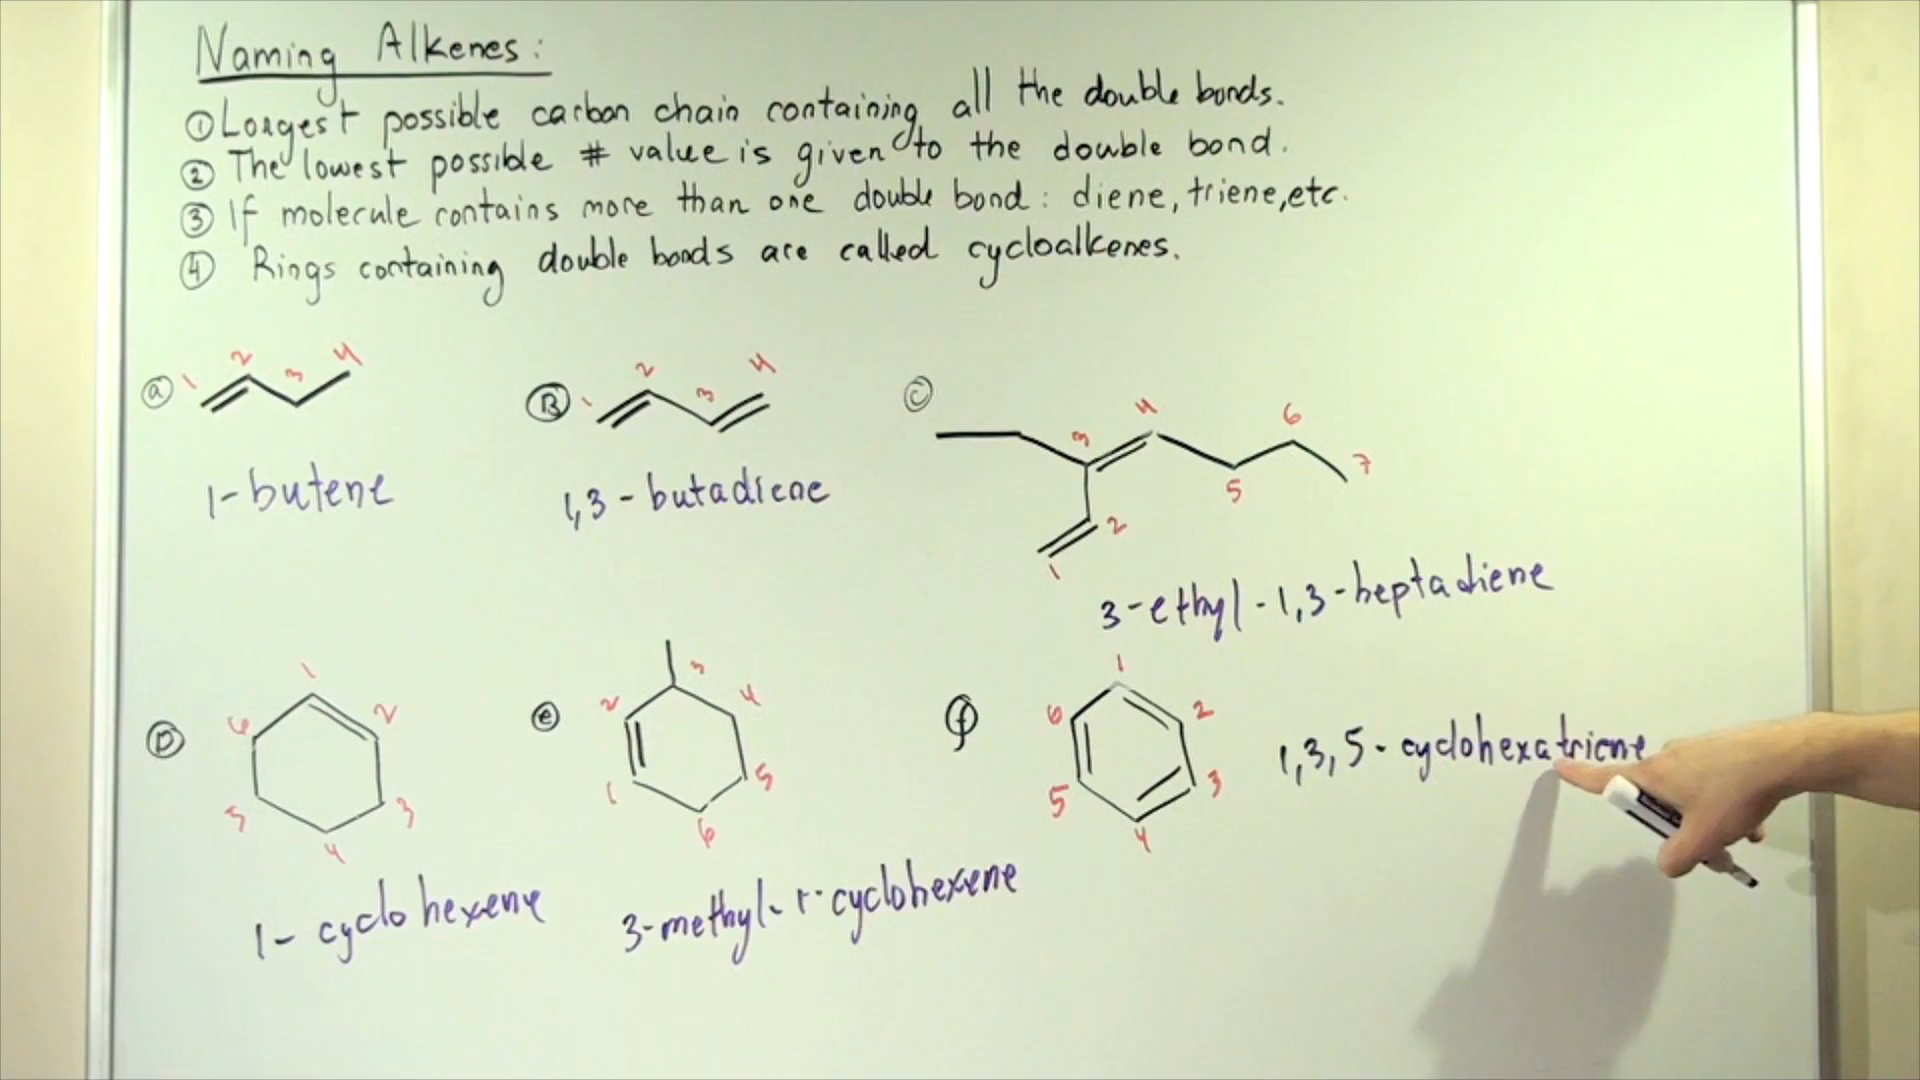 Naming Alkenes:
① Longest possible carbon chain containing all the double bonds.
② The lowest possible # value is given to the double bond.
③ If molecule contains more than one double bond: diene, triene, etc.
④ Rings containing double bonds are called cycloalkenes.
ⓐ 1 2 3 4
1-butene
Ⓑ 1 2 3 4
1,3-butadiene
Ⓒ 1 2 3 4 5 6 7
3-ethyl-1,3-heptadiene
Ⓓ 1 2 3 4 5 6
1-cyclohexene
ⓔ 1 2 3 4 5 6
3-methyl-1-cyclohexene
ⓕ 1 2 3 4 5 6
1,3,5-cyclohexatriene